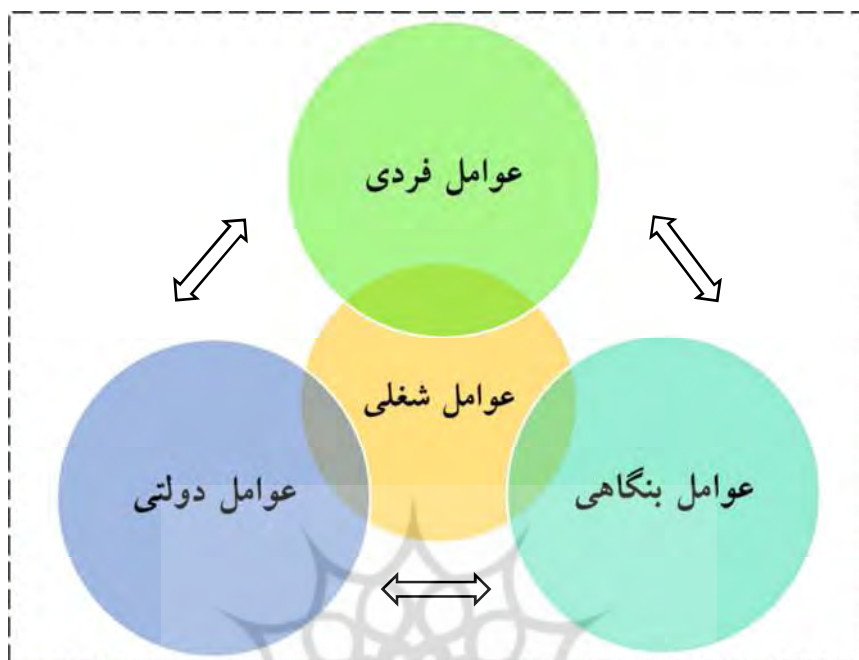 عوامل فردی
عوامل شغلی
عوامل بنگاهی
عوامل دولتی